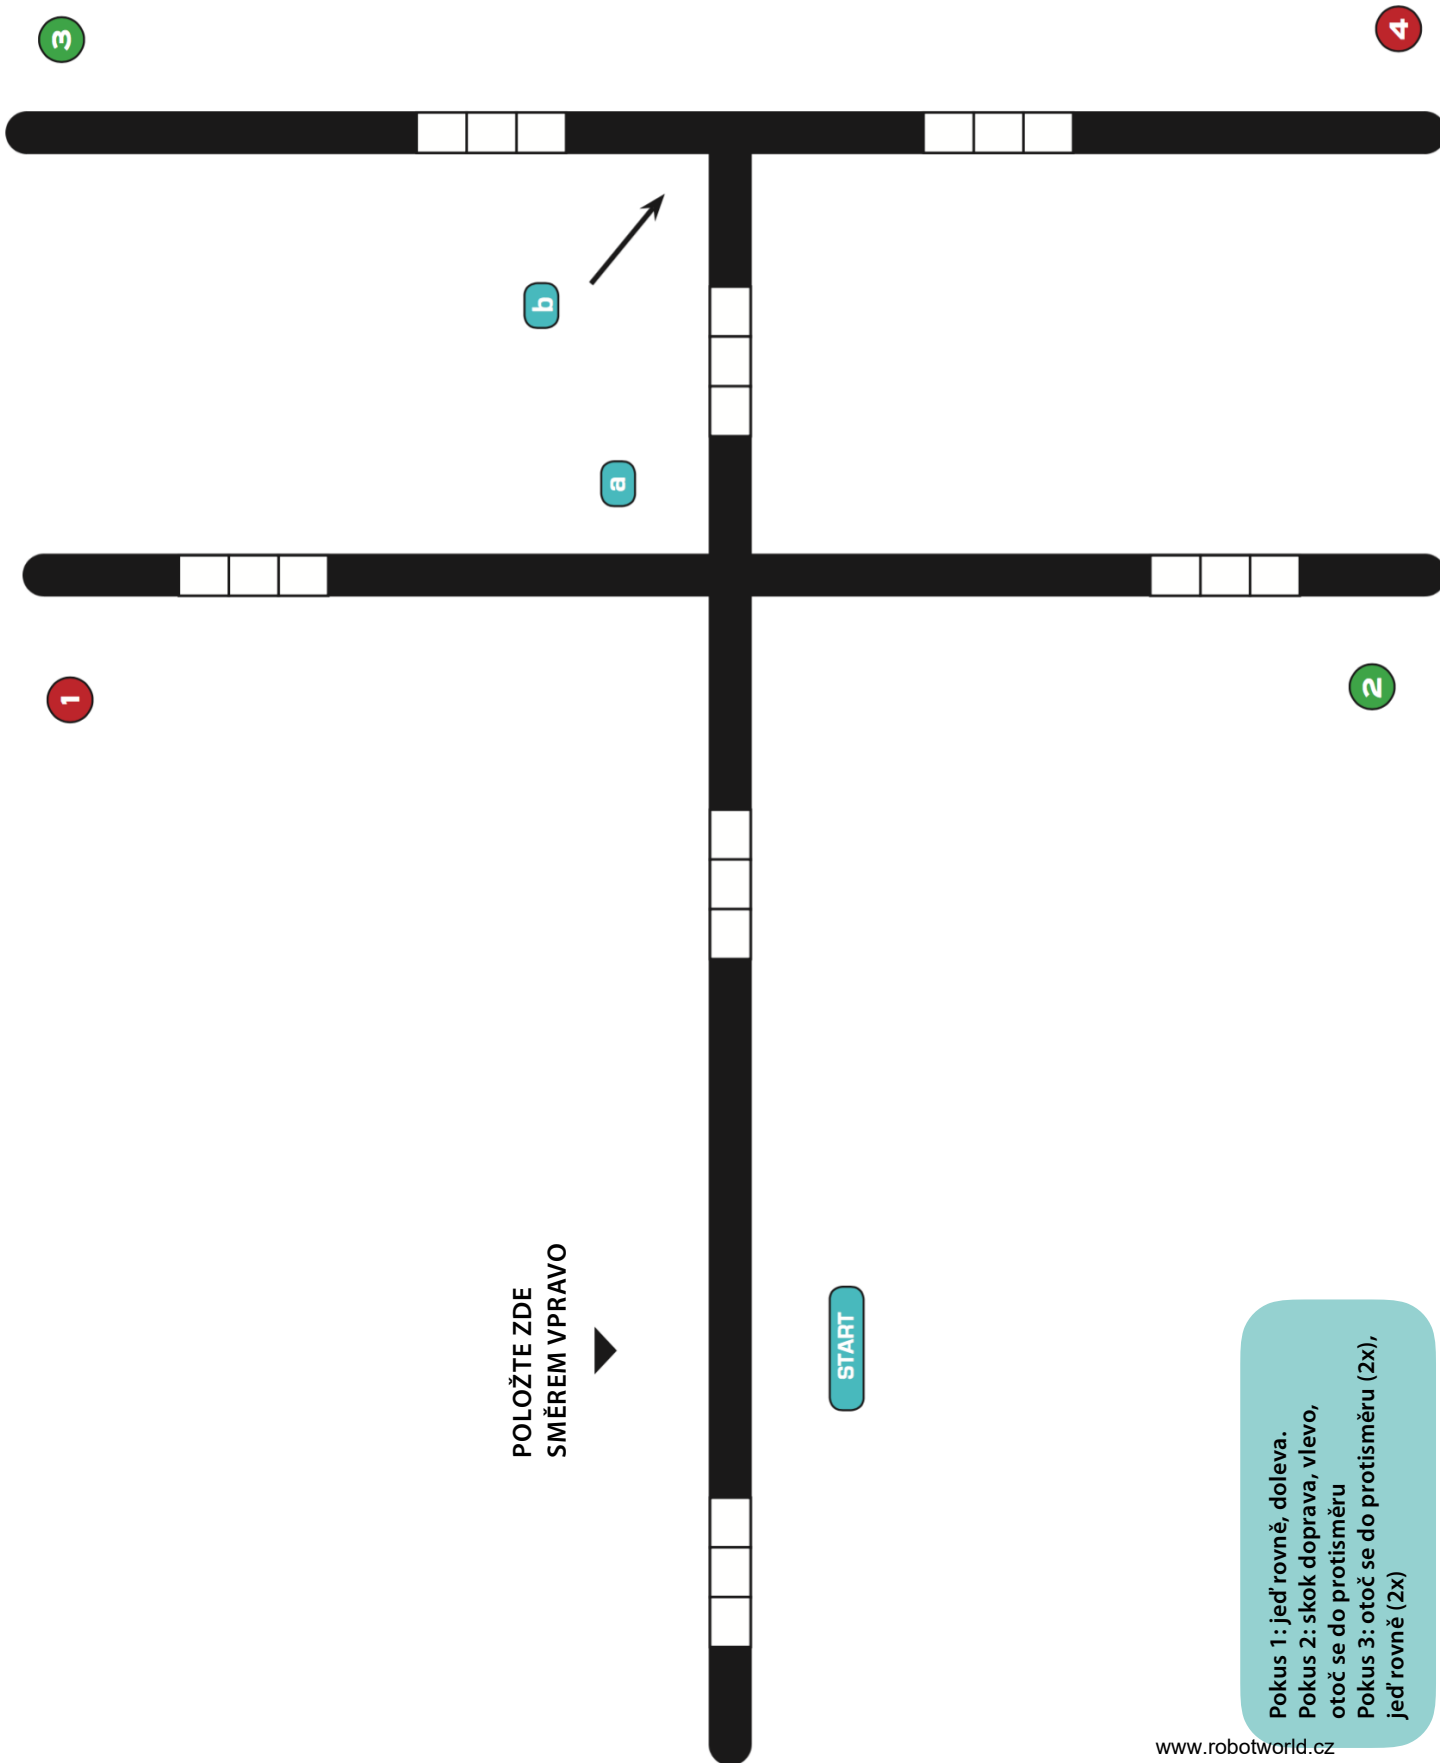 3
4
b
a
1
2
POLOŽTE ZDE
SMĚREM VPRAVO
START
Pokus 1: jeď rovně, doleva.
Pokus 2: skok doprava, vlevo,
otoč se do protisměru
Pokus 3: otoč se do protisměru (2x),
jeď rovně (2x)
www.robotworld.cz